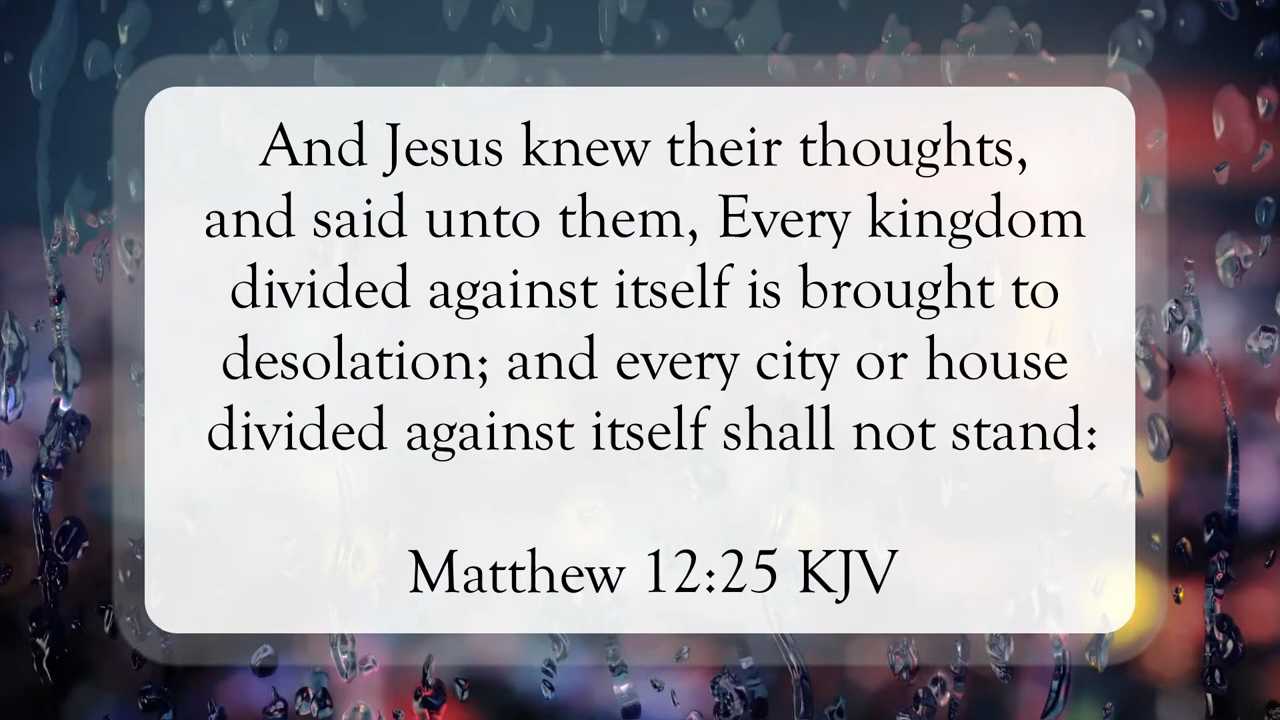 And Jesus knew their thoughts,
and said unto them, Every kingdom
divided against itself is brought to
desolation; and every city or house
divided against itself shall not stand:
Matthew 12:25 KJV